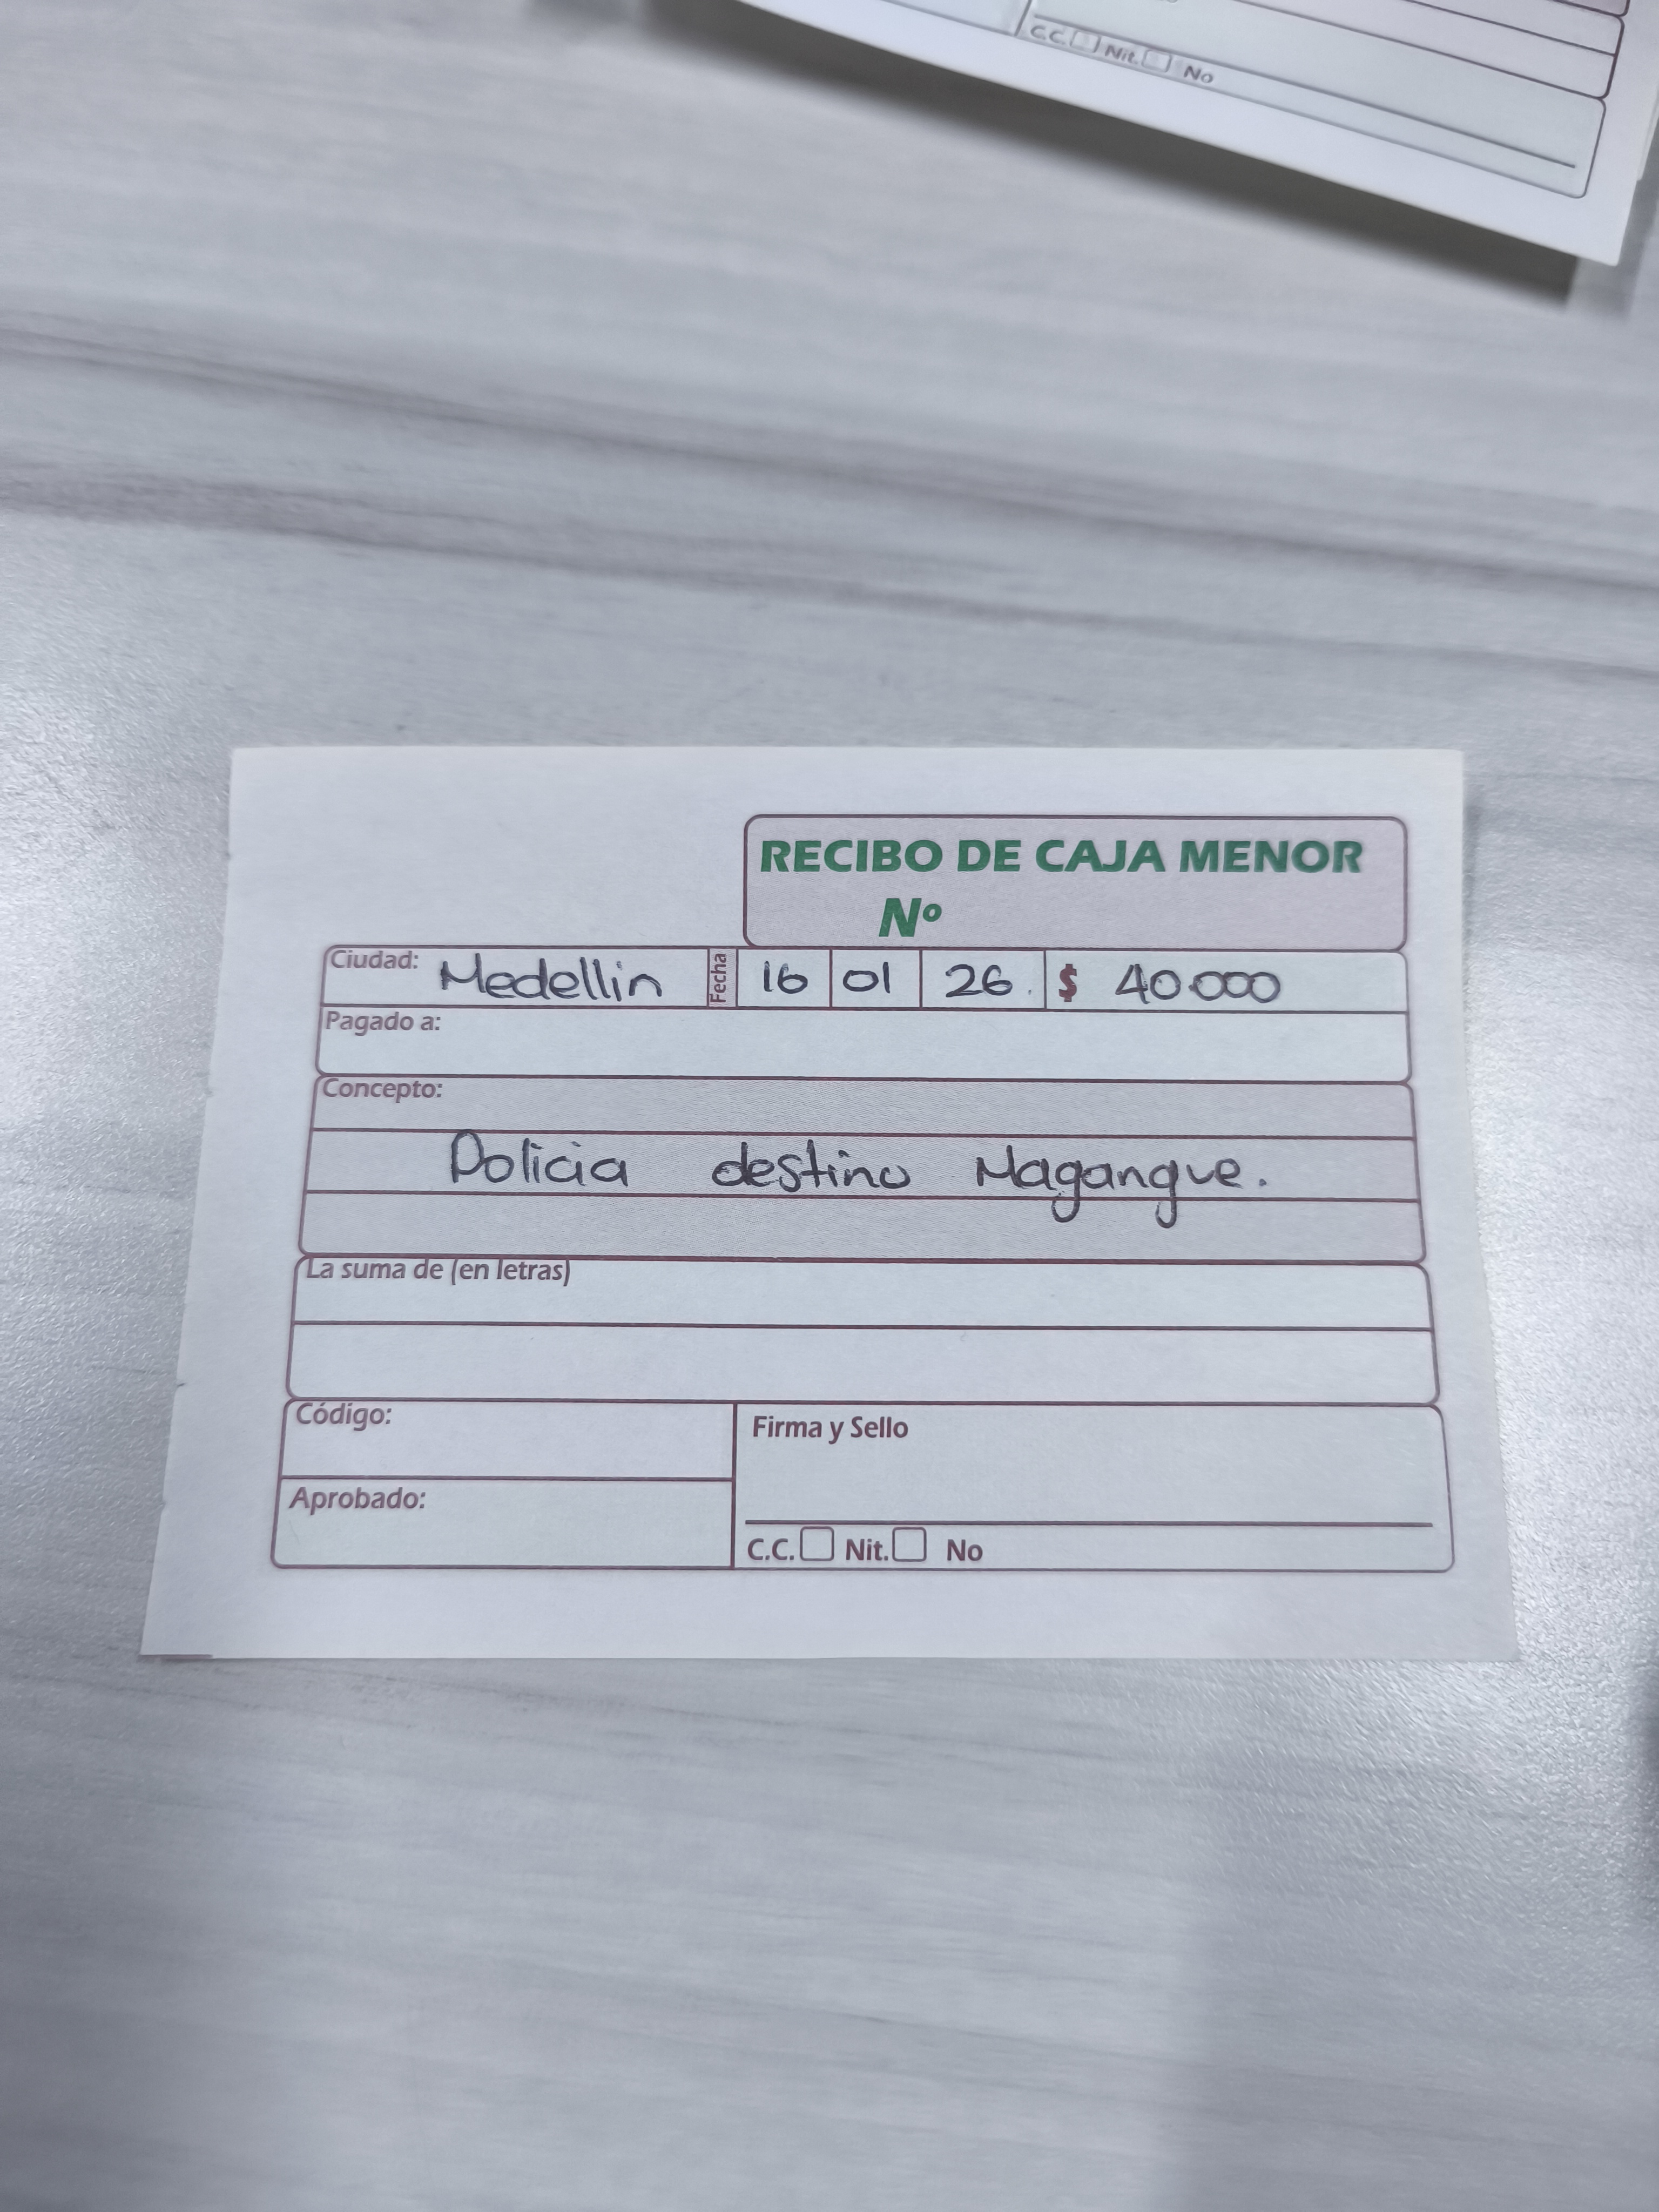 C.C. Nit. No
RECIBO DE CAJA MENOR
Nº
Ciudad: Medellin Fecha 16 01 26. $ 40.000
Pagado a:
Concepto:
Policia destino Magangue.
La suma de (en letras)
Código:
Firma y Sello
Aprobado:
C.C. Nit. No